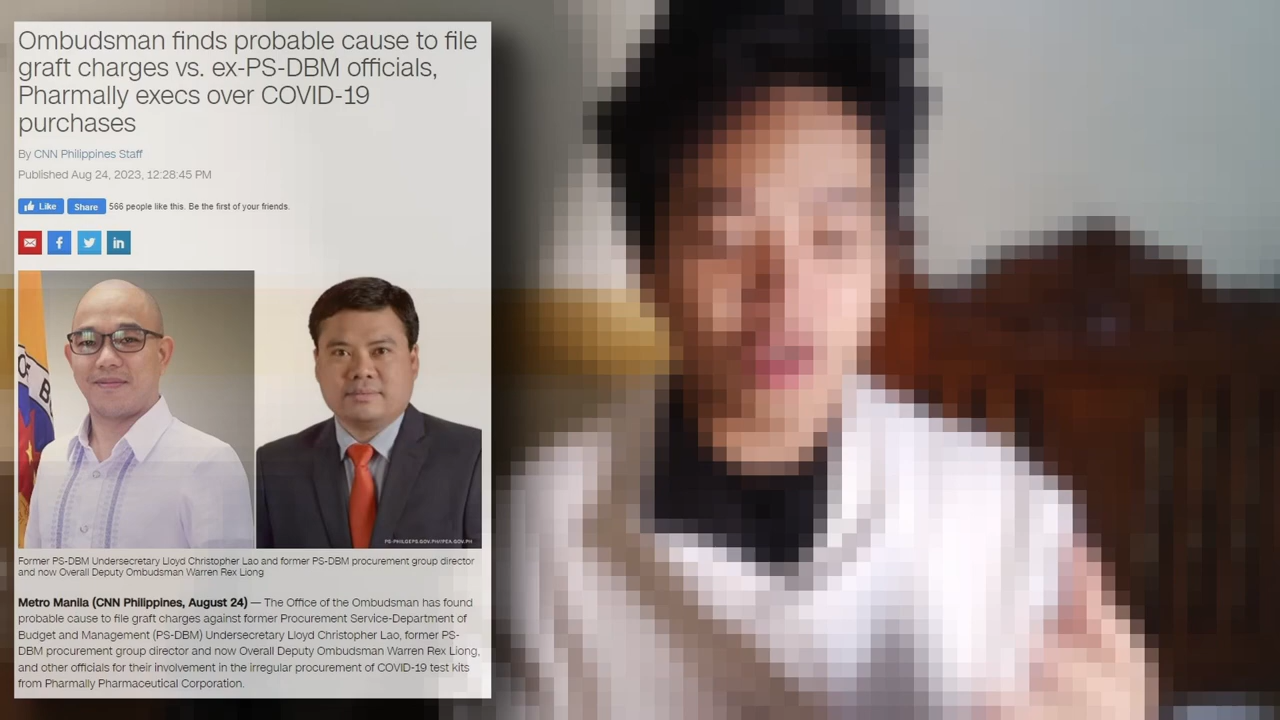 Ombudsman finds probable cause to file
graft charges vs. ex-PS-DBM officials,
Pharmally execs over COVID-19
purchases
By CNN Philippines Staff
Published Aug 24, 2023, 12:28:45 PM
Like Share 566 people like this. Be the first of your friends.
PS-PHILGEPS.GOV.PH/PEA.GOV.PH
Former PS-DBM Undersecretary Lloyd Christopher Lao and former PS-DBM procurement group director
and now Overall Deputy Ombudsman Warren Rex Liong
Metro Manila (CNN Philippines, August 24) — The Office of the Ombudsman has found
probable cause to file graft charges against former Procurement Service-Department of
Budget and Management (PS-DBM) Undersecretary Lloyd Christopher Lao, former PS-
DBM procurement group director and now Overall Deputy Ombudsman Warren Rex Liong,
and other officials for their involvement in the irregular procurement of COVID-19 test kits
from Pharmally Pharmaceutical Corporation.